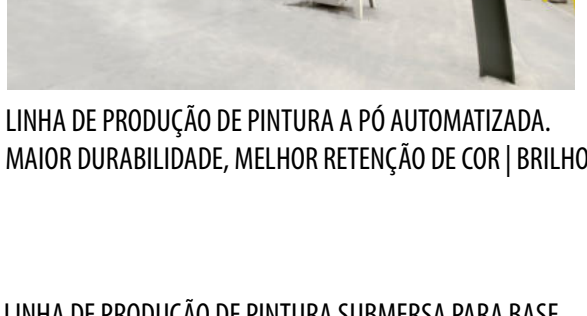 LINHA DE PRODUÇÃO DE PINTURA A PÓ AUTOMATIZADA.
MAIOR DURABILIDADE, MELHOR RETENÇÃO DE COR | BRILHO
LINHA DE PRODUÇÃO DE PINTURA SUBMERSA PARA BASE